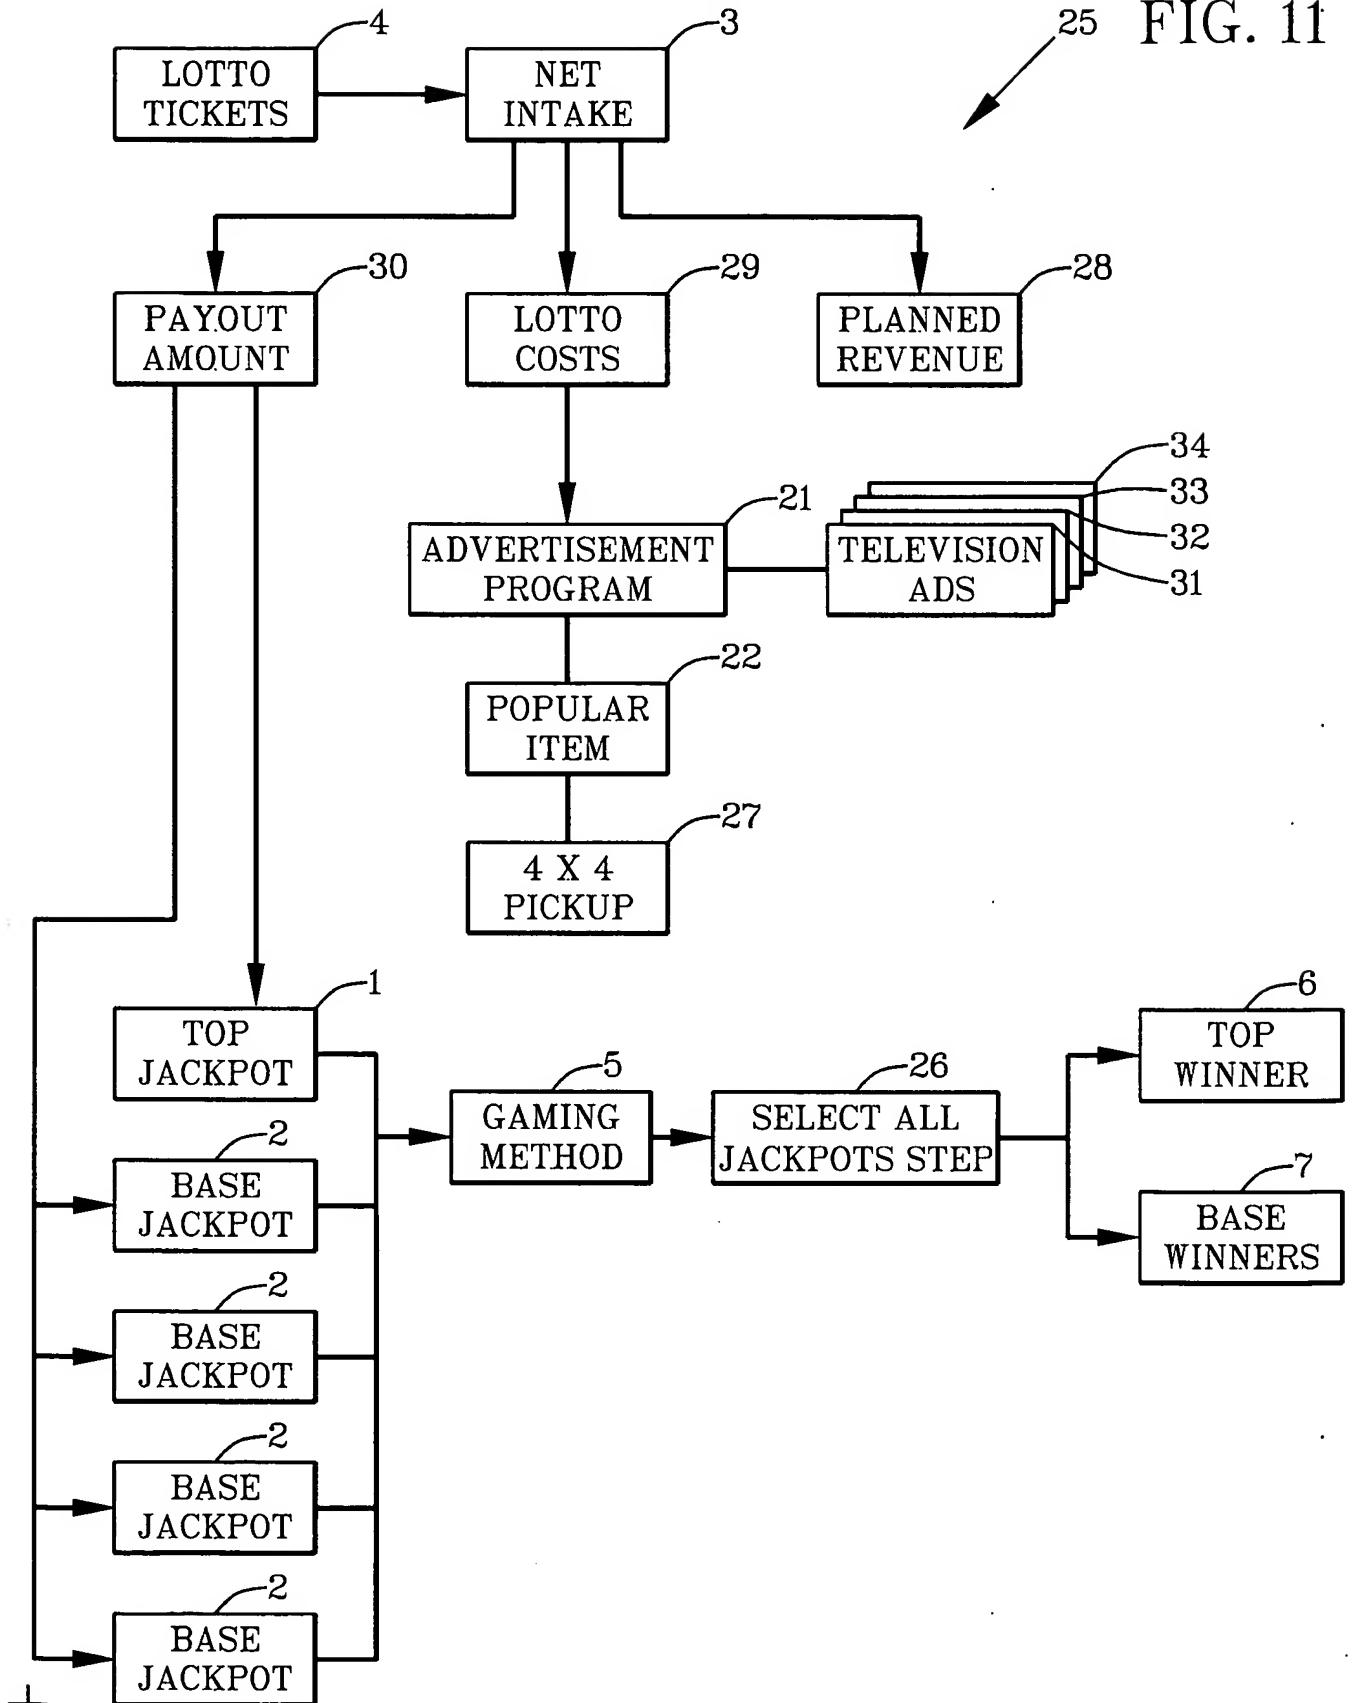 FIG. 11
25
4
LOTTO
TICKETS
3
NET
INTAKE
30
PAYOUT
AMOUNT
29
LOTTO
COSTS
28
PLANNED
REVENUE
21
ADVERTISEMENT
PROGRAM
34
33
32
31
TELEVISION
ADS
22
POPULAR
ITEM
27
4 X 4
PICKUP
1
TOP
JACKPOT
2
BASE
JACKPOT
2
BASE
JACKPOT
2
BASE
JACKPOT
2
BASE
JACKPOT
5
GAMING
METHOD
26
SELECT ALL
JACKPOTS STEP
6
TOP
WINNER
7
BASE
WINNERS